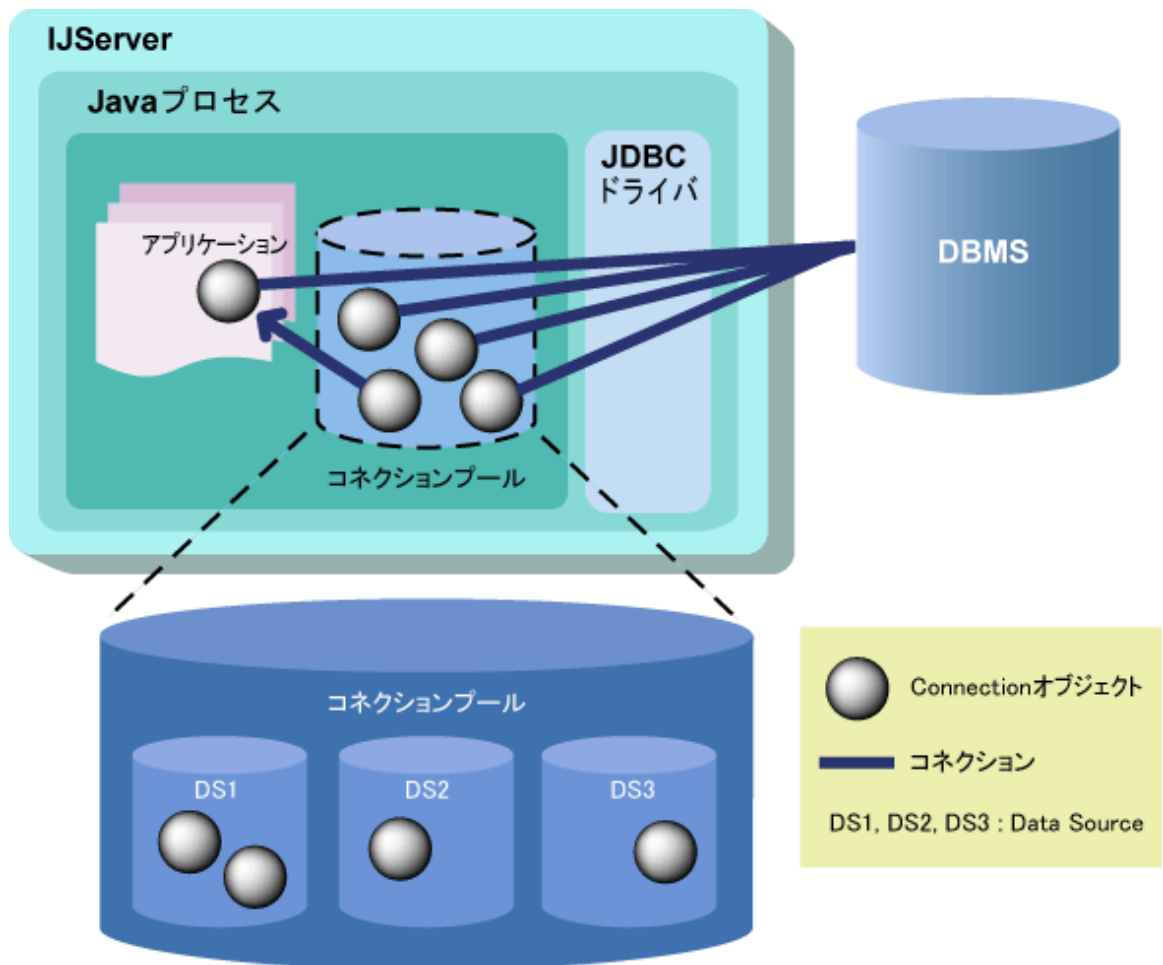 IJServer
Javaプロセス
JDBC
ドライバ
アプリケーション
DBMS
コネクションプール
コネクションプール
DS1
DS2
DS3
Connectionオブジェクト
コネクション
DS1, DS2, DS3 : Data Source